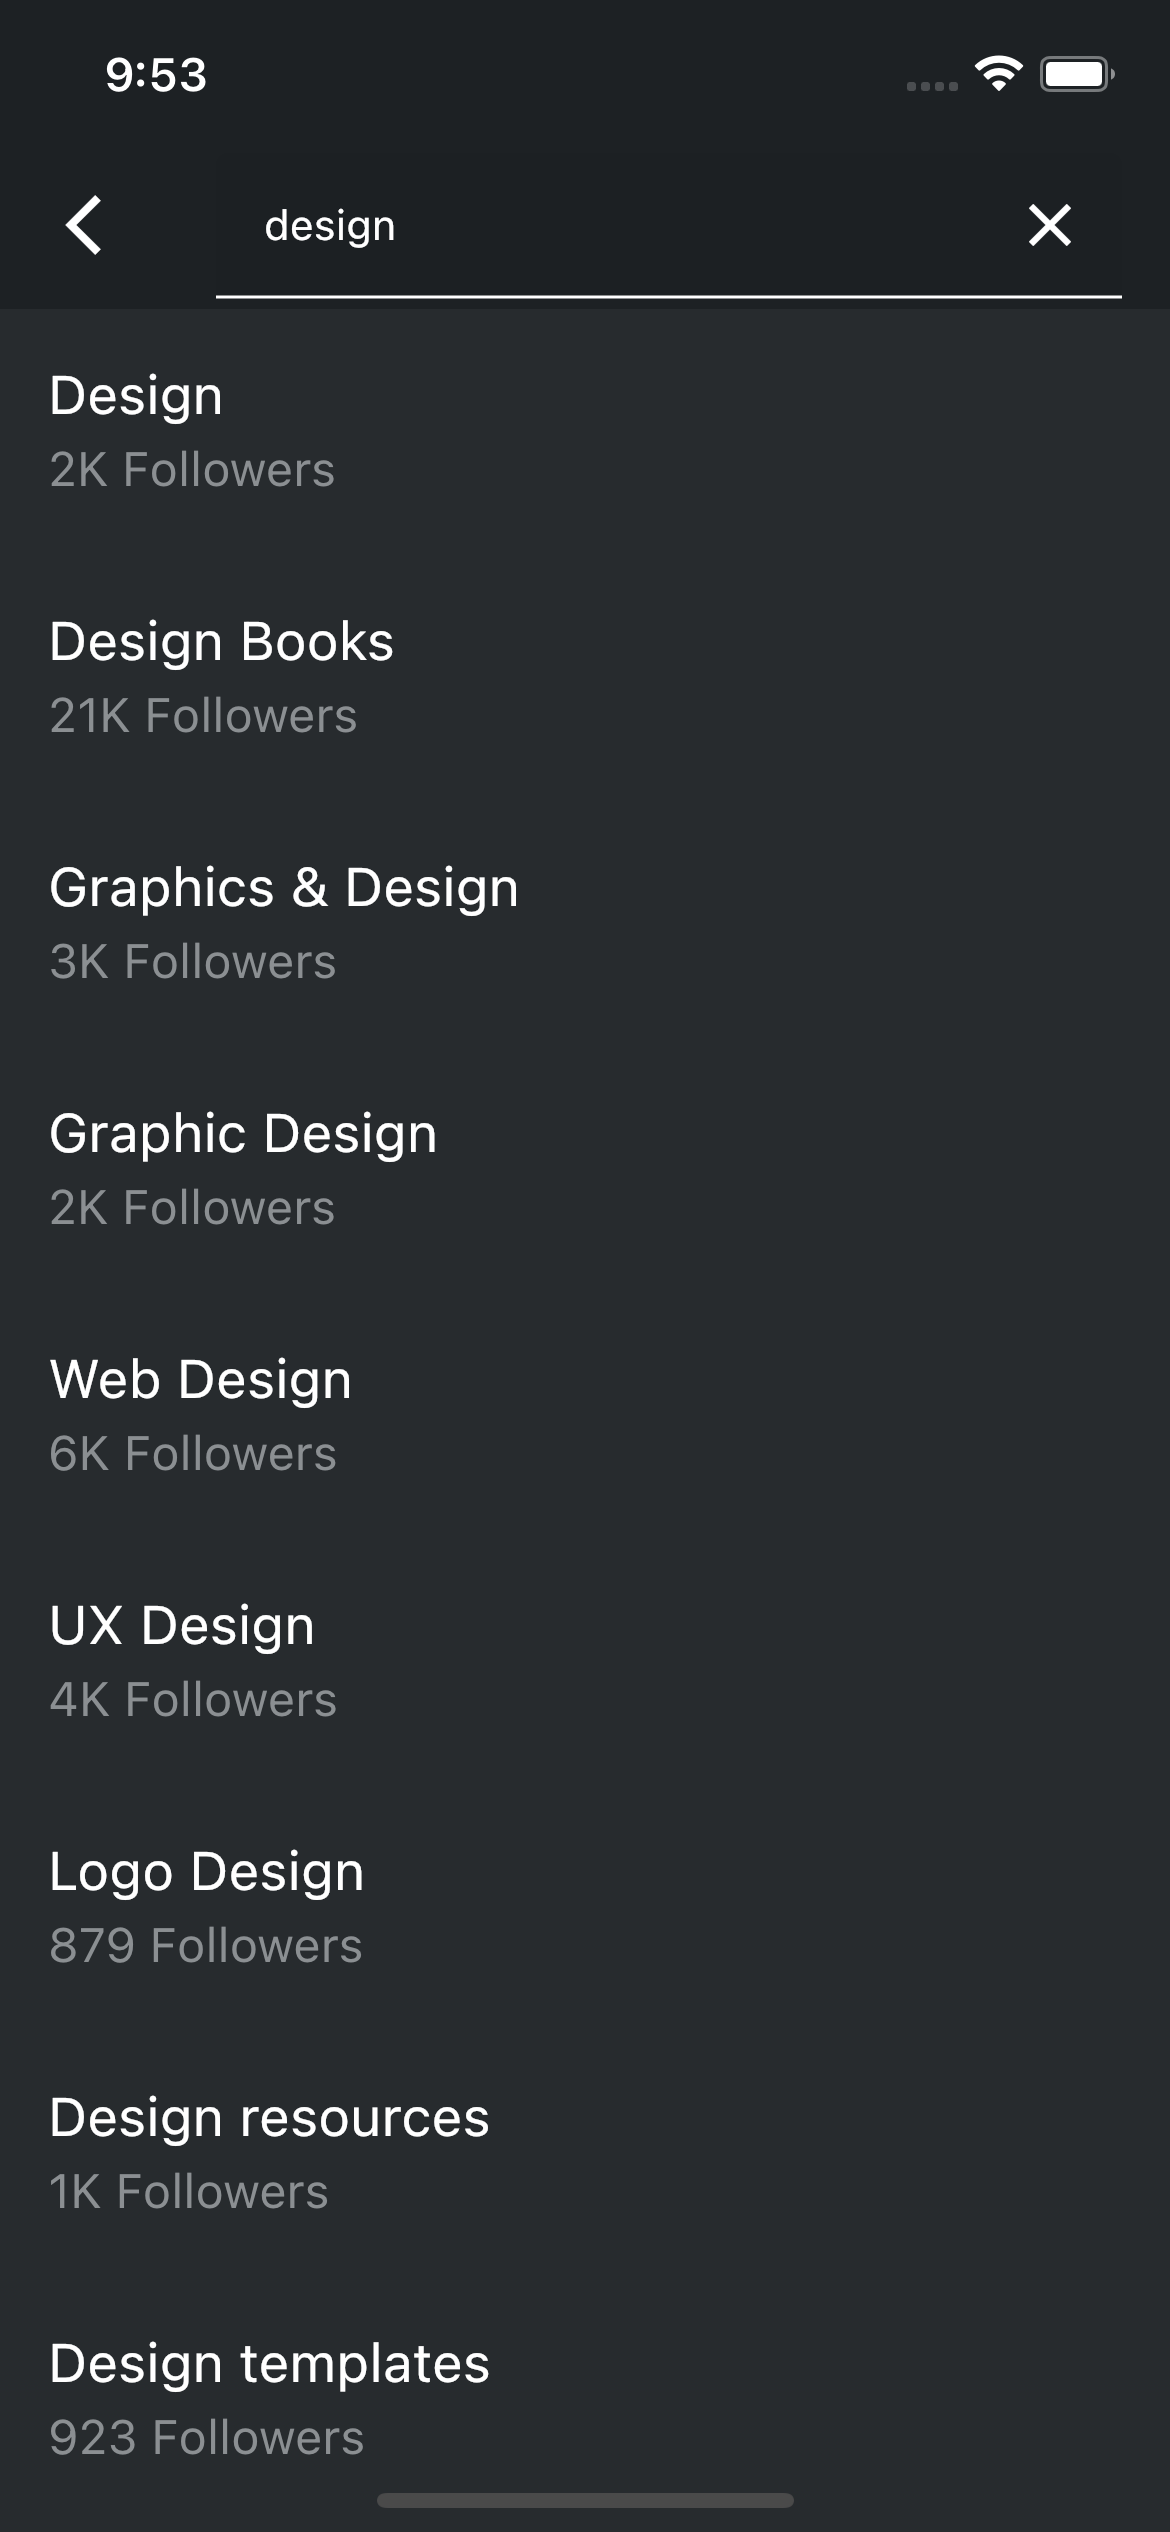 9:53
design
Design
2K Followers
Design Books
21K Followers
Graphics & Design
3K Followers
Graphic Design
2K Followers
Web Design
6K Followers
UX Design
4K Followers
Logo Design
879 Followers
Design resources
1K Followers
Design templates
923 Followers